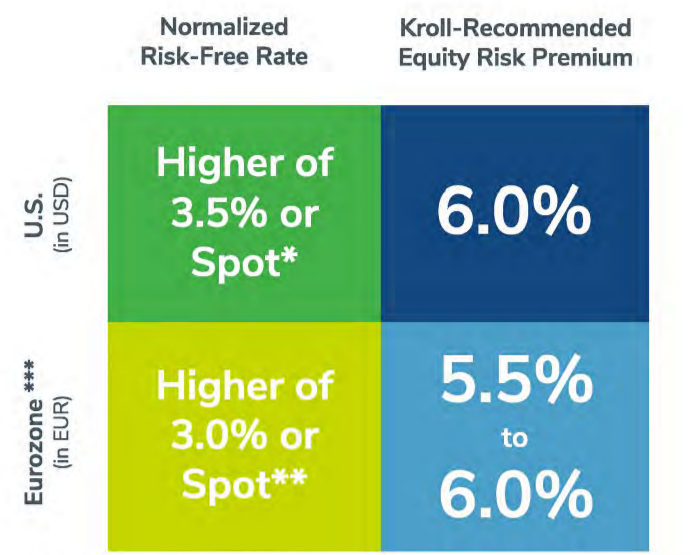 Normalized
Risk-Free Rate
Kroll-Recommended
Equity Risk Premium
U.S.
(in USD)
Higher of
3.5% or
Spot*
6.0%
Eurozone ***
(in EUR)
Higher of
3.0% or
Spot**
5.5%
to
6.0%